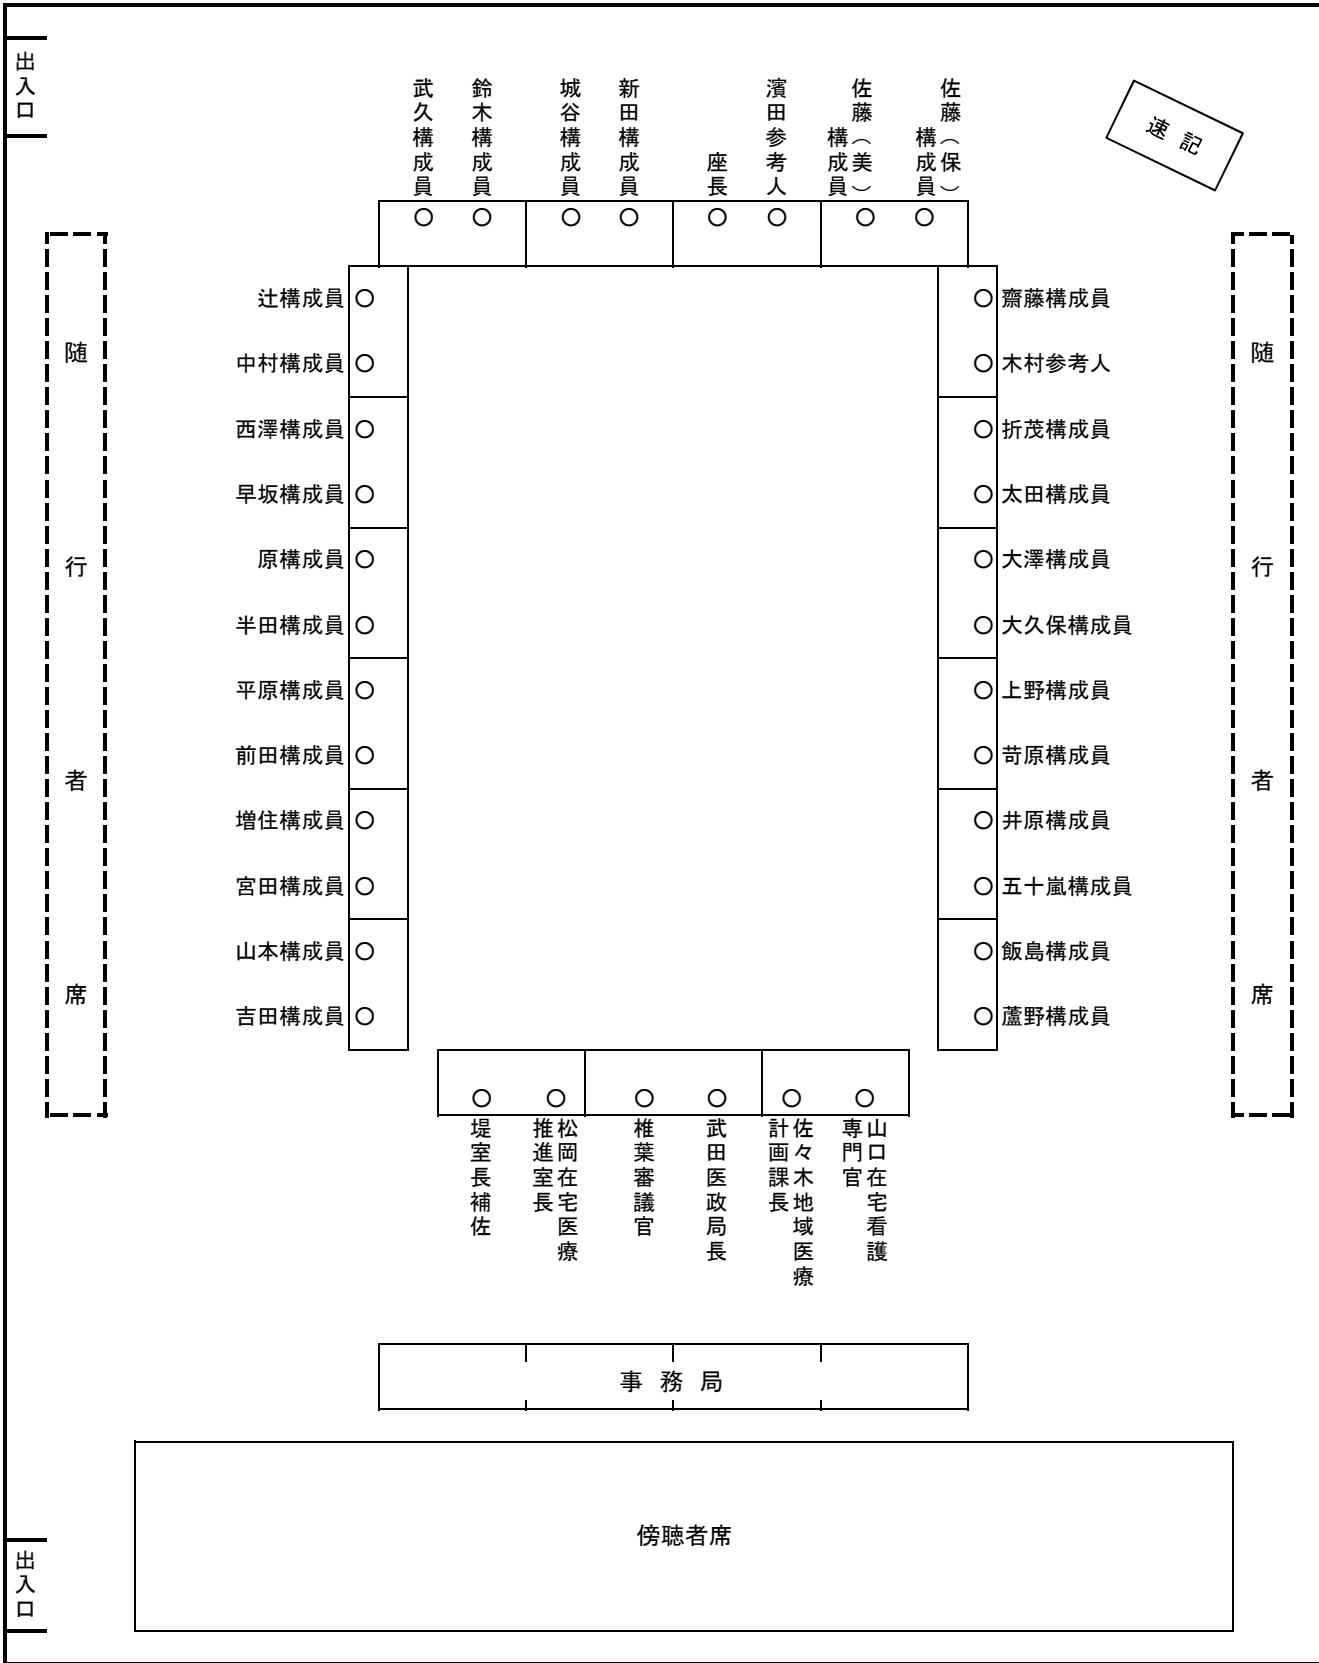 出入口
武久構成員
鈴木構成員
城谷構成員
新田構成員
座長
濱田参考人
佐藤（美）
構成員
佐藤（保）
構成員
速記
随行者席
辻構成員
中村構成員
西澤構成員
早坂構成員
原構成員
半田構成員
平原構成員
前田構成員
増住構成員
宮田構成員
山本構成員
吉田構成員
齋藤構成員
木村参考人
折茂構成員
太田構成員
大澤構成員
大久保構成員
上野構成員
苛原構成員
井原構成員
五十嵐構成員
飯島構成員
蘆野構成員
随行者席
堤室長補佐
松岡在宅医療
推進室長
椎葉審議官
武田医政局長
佐々木地域医療
計画課長
山口在宅看護
専門官
事務局
傍聴者席
出入口